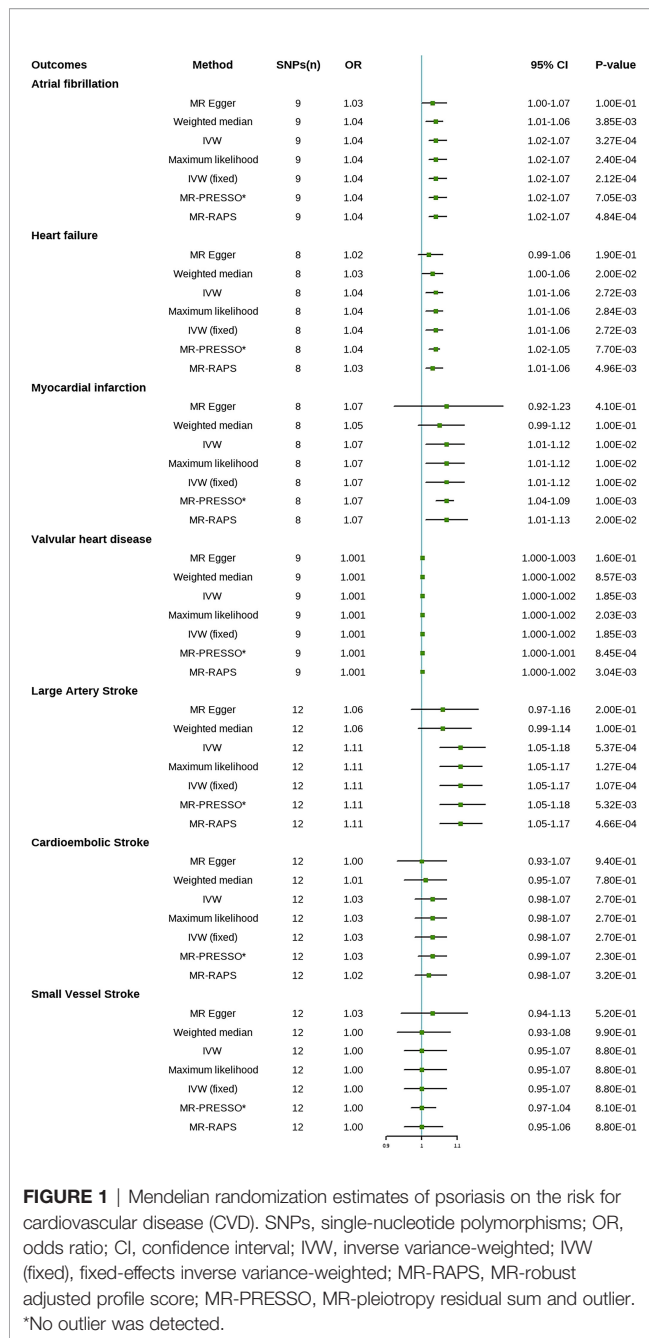 Outcomes Method SNPs(n) OR 95% CI P-value
Atrial fibrillation
MR Egger 9 1.03 1.00-1.07 1.00E-01
Weighted median 9 1.04 1.01-1.06 3.85E-03
IVW 9 1.04 1.02-1.07 3.27E-04
Maximum likelihood 9 1.04 1.02-1.07 2.40E-04
IVW (fixed) 9 1.04 1.02-1.07 2.12E-04
MR-PRESSO* 9 1.04 1.02-1.07 7.05E-03
MR-RAPS 9 1.04 1.02-1.07 4.84E-04
Heart failure
MR Egger 8 1.02 0.99-1.06 1.90E-01
Weighted median 8 1.03 1.00-1.06 2.00E-02
IVW 8 1.04 1.01-1.06 2.72E-03
Maximum likelihood 8 1.04 1.01-1.06 2.84E-03
IVW (fixed) 8 1.04 1.01-1.06 2.72E-03
MR-PRESSO* 8 1.04 1.02-1.05 7.70E-03
MR-RAPS 8 1.03 1.01-1.06 4.96E-03
Myocardial infarction
MR Egger 8 1.07 0.92-1.23 4.10E-01
Weighted median 8 1.05 0.99-1.12 1.00E-01
IVW 8 1.07 1.01-1.12 1.00E-02
Maximum likelihood 8 1.07 1.01-1.12 1.00E-02
IVW (fixed) 8 1.07 1.01-1.12 1.00E-02
MR-PRESSO* 8 1.07 1.04-1.09 1.00E-03
MR-RAPS 8 1.07 1.01-1.13 2.00E-02
Valvular heart disease
MR Egger 9 1.001 1.000-1.003 1.60E-01
Weighted median 9 1.001 1.000-1.002 8.57E-03
IVW 9 1.001 1.000-1.002 1.85E-03
Maximum likelihood 9 1.001 1.000-1.002 2.03E-03
IVW (fixed) 9 1.001 1.000-1.002 1.85E-03
MR-PRESSO* 9 1.001 1.000-1.001 8.45E-04
MR-RAPS 9 1.001 1.000-1.002 3.04E-03
Large Artery Stroke
MR Egger 12 1.06 0.97-1.16 2.00E-01
Weighted median 12 1.06 0.99-1.14 1.00E-01
IVW 12 1.11 1.05-1.18 5.37E-04
Maximum likelihood 12 1.11 1.05-1.17 1.27E-04
IVW (fixed) 12 1.11 1.05-1.17 1.07E-04
MR-PRESSO* 12 1.11 1.05-1.18 5.32E-03
MR-RAPS 12 1.11 1.05-1.17 4.66E-04
Cardioembolic Stroke
MR Egger 12 1.00 0.93-1.07 9.40E-01
Weighted median 12 1.01 0.95-1.07 7.80E-01
IVW 12 1.03 0.98-1.07 2.70E-01
Maximum likelihood 12 1.03 0.98-1.07 2.70E-01
IVW (fixed) 12 1.03 0.98-1.07 2.70E-01
MR-PRESSO* 12 1.03 0.99-1.07 2.30E-01
MR-RAPS 12 1.02 0.98-1.07 3.20E-01
Small Vessel Stroke
MR Egger 12 1.03 0.94-1.13 5.20E-01
Weighted median 12 1.00 0.93-1.08 9.90E-01
IVW 12 1.00 0.95-1.07 8.80E-01
Maximum likelihood 12 1.00 0.95-1.07 8.80E-01
IVW (fixed) 12 1.00 0.95-1.07 8.80E-01
MR-PRESSO* 12 1.00 0.97-1.04 8.10E-01
MR-RAPS 12 1.00 0.95-1.06 8.80E-01
0.9 1 1.1
FIGURE 1 | Mendelian randomization estimates of psoriasis on the risk for
cardiovascular disease (CVD). SNPs, single-nucleotide polymorphisms; OR,
odds ratio; CI, confidence interval; IVW, inverse variance-weighted; IVW
(fixed), fixed-effects inverse variance-weighted; MR-RAPS, MR-robust
adjusted profile score; MR-PRESSO, MR-pleiotropy residual sum and outlier.
*No outlier was detected.